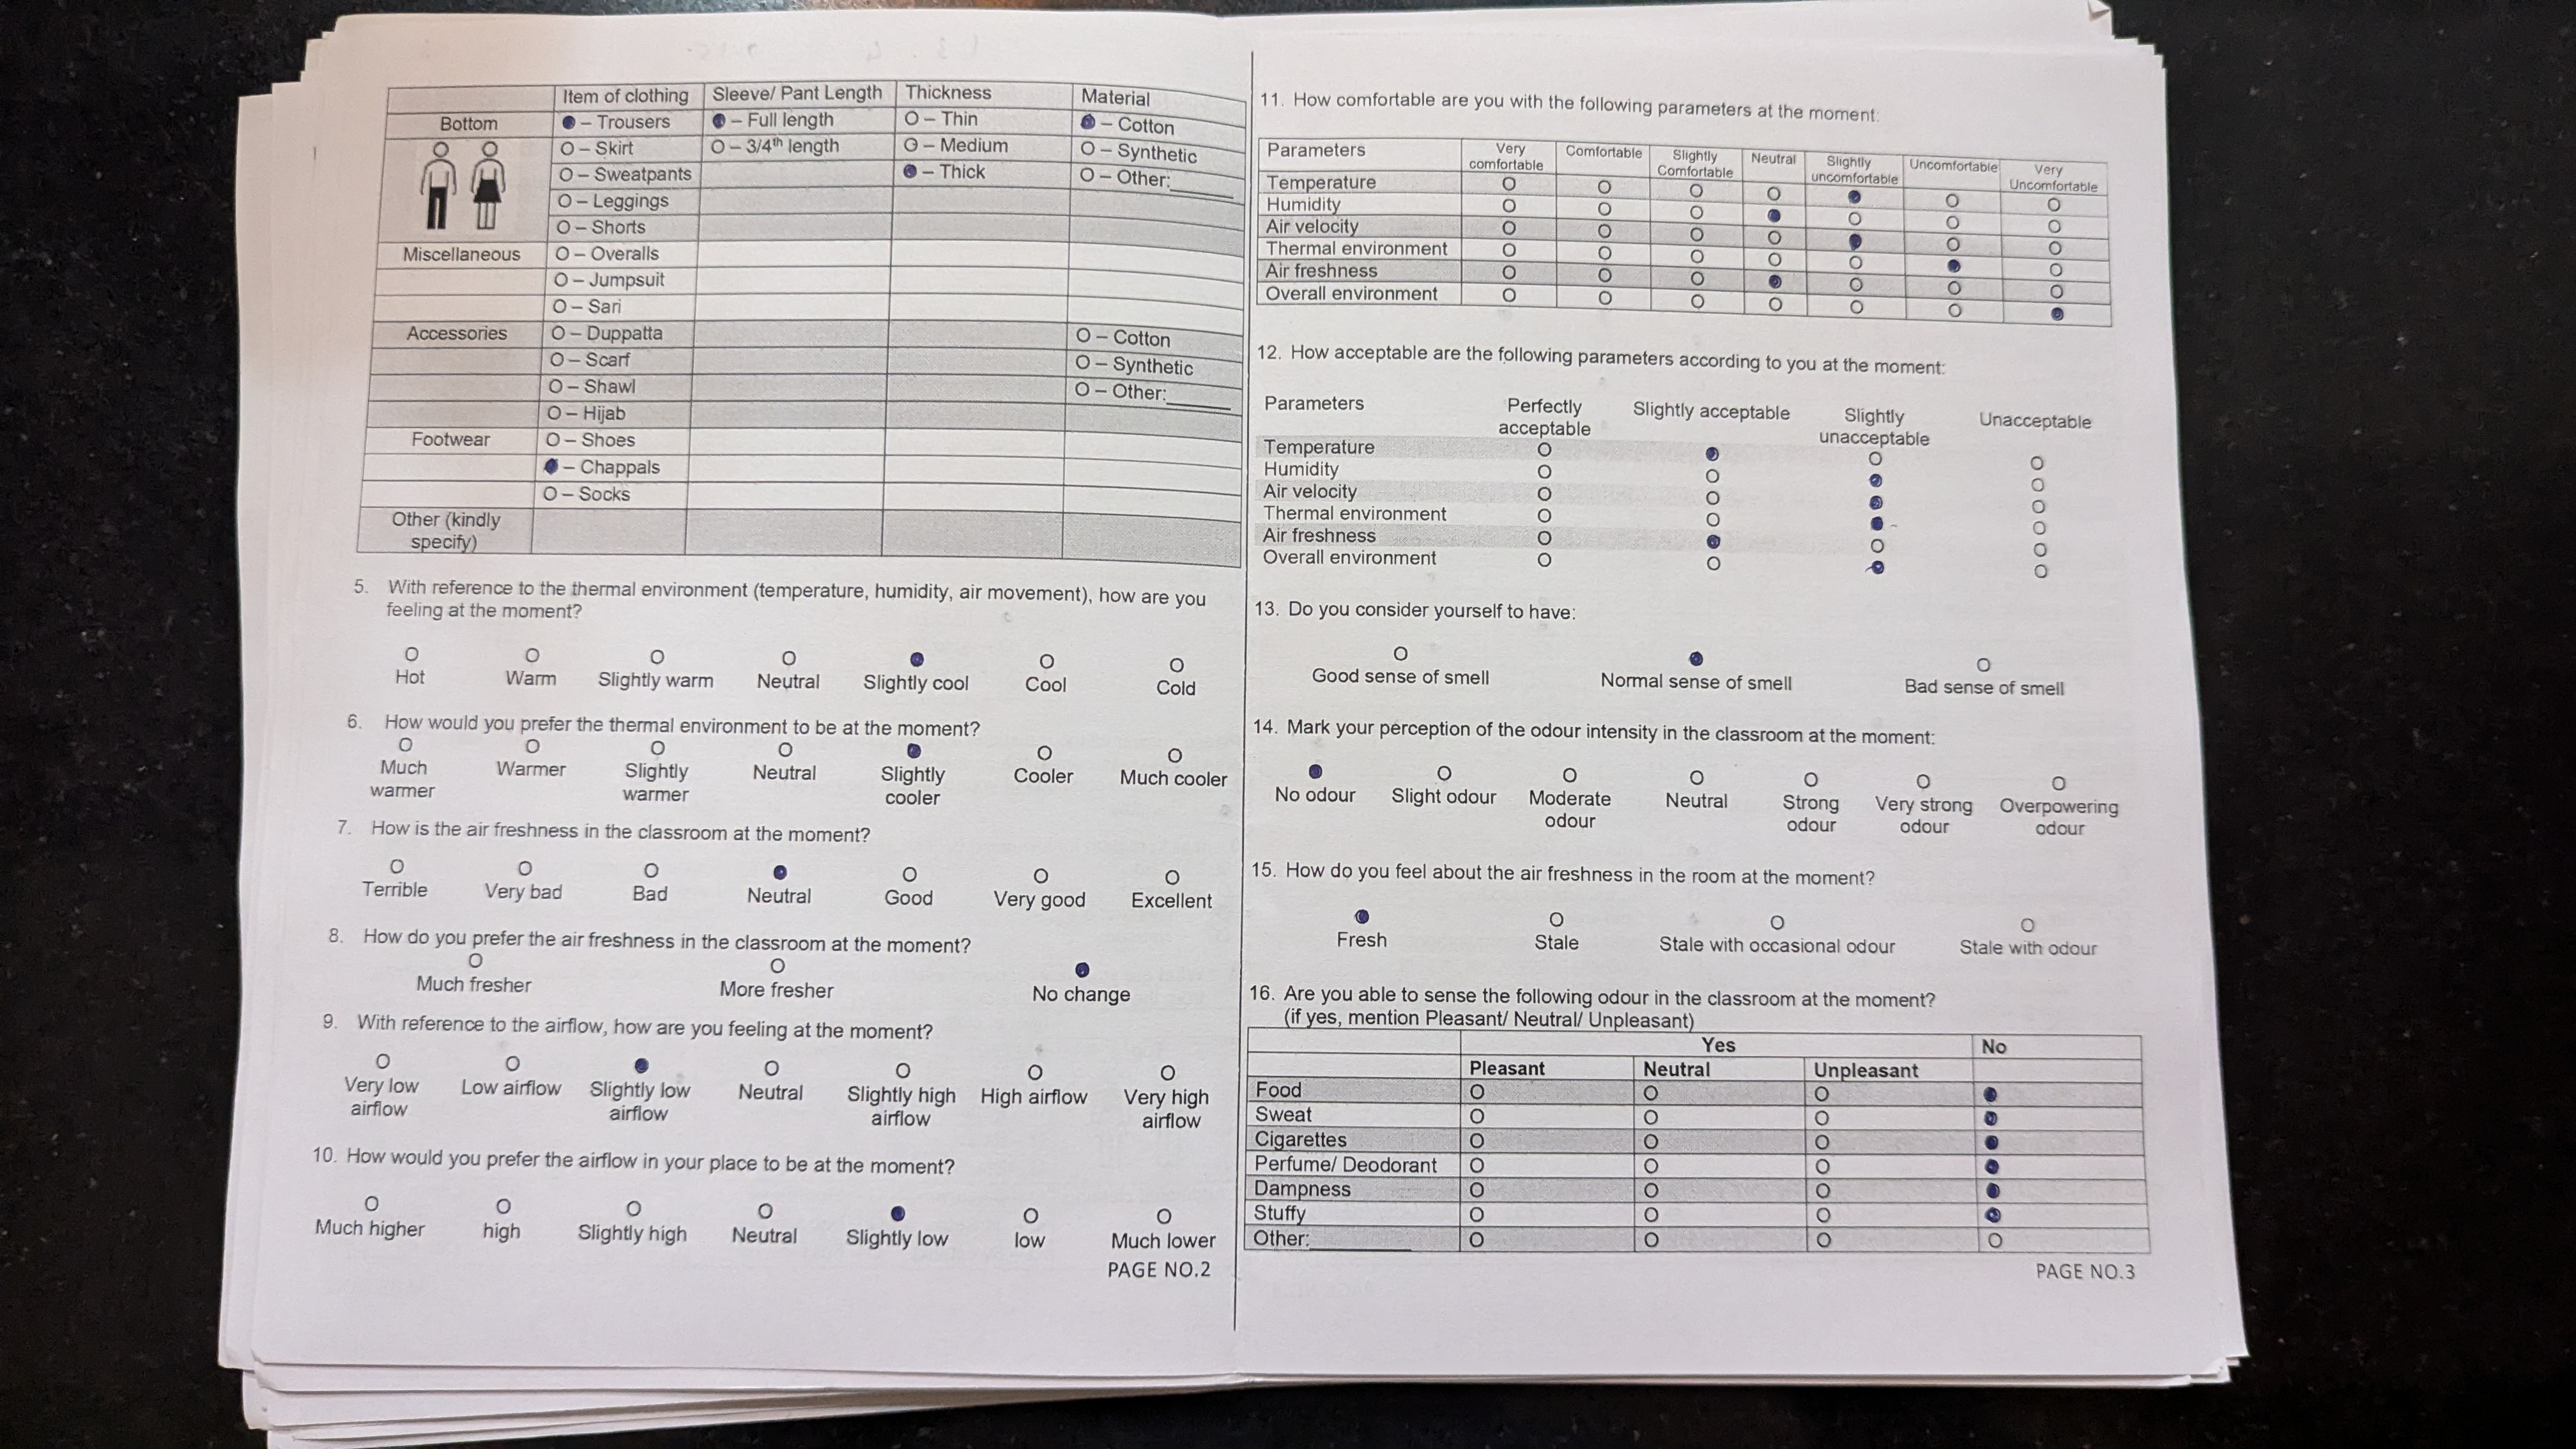 Item of clothing Sleeve/ Pant Length Thickness Material
Bottom ● – Trousers ● – Full length O – Thin ● – Cotton
O – Skirt O – 3/4th length O – Medium O – Synthetic
O – Sweatpants ● – Thick O – Other:______
O – Leggings
O – Shorts
Miscellaneous O – Overalls
O – Jumpsuit
O – Sari
Accessories O – Duppatta O – Cotton
O – Scarf O – Synthetic
O – Shawl O – Other:______
O – Hijab
Footwear O – Shoes
● – Chappals
O – Socks
Other (kindly
specify)
5. With reference to the thermal environment (temperature, humidity, air movement), how are you
feeling at the moment?
O O O O ● O O
Hot Warm Slightly warm Neutral Slightly cool Cool Cold
6. How would you prefer the thermal environment to be at the moment?
O O O O ● O O
Much Warmer Slightly Neutral Slightly Cooler Much cooler
warmer warmer cooler
7. How is the air freshness in the classroom at the moment?
O O O ● O O O
Terrible Very bad Bad Neutral Good Very good Excellent
8. How do you prefer the air freshness in the classroom at the moment?
O O ●
Much fresher More fresher No change
9. With reference to the airflow, how are you feeling at the moment?
O O ● O O O O
Very low Low airflow Slightly low Neutral Slightly high High airflow Very high
airflow airflow airflow airflow
10. How would you prefer the airflow in your place to be at the moment?
O O O O ● O O
Much higher high Slightly high Neutral Slightly low low Much lower
PAGE NO.2
11. How comfortable are you with the following parameters at the moment:
Parameters Very Comfortable Slightly Neutral Slightly Uncomfortable Very
comfortable Comfortable uncomfortable Uncomfortable
Temperature O O O O ● O O
Humidity O O O ● O O O
Air velocity O O O O ● O O
Thermal environment O O O O O ● O
Air freshness O O O ● O O O
Overall environment O O O O O O ●
12. How acceptable are the following parameters according to you at the moment:
Parameters Perfectly Slightly acceptable Slightly Unacceptable
acceptable unacceptable
Temperature O ● O O
Humidity O O ● O
Air velocity O O ● O
Thermal environment O O ● O
Air freshness O ● O O
Overall environment O O ● O
13. Do you consider yourself to have:
O ● O
Good sense of smell Normal sense of smell Bad sense of smell
14. Mark your perception of the odour intensity in the classroom at the moment:
● O O O O O O
No odour Slight odour Moderate Neutral Strong Very strong Overpowering
odour odour odour odour
15. How do you feel about the air freshness in the room at the moment?
● O O O
Fresh Stale Stale with occasional odour Stale with odour
16. Are you able to sense the following odour in the classroom at the moment?
(if yes, mention Pleasant/ Neutral/ Unpleasant)
Yes No
Pleasant Neutral Unpleasant
Food O O O ●
Sweat O O O ●
Cigarettes O O O ●
Perfume/ Deodorant O O O ●
Dampness O O O ●
Stuffy O O O ●
Other:_________ O O O O
PAGE NO.3